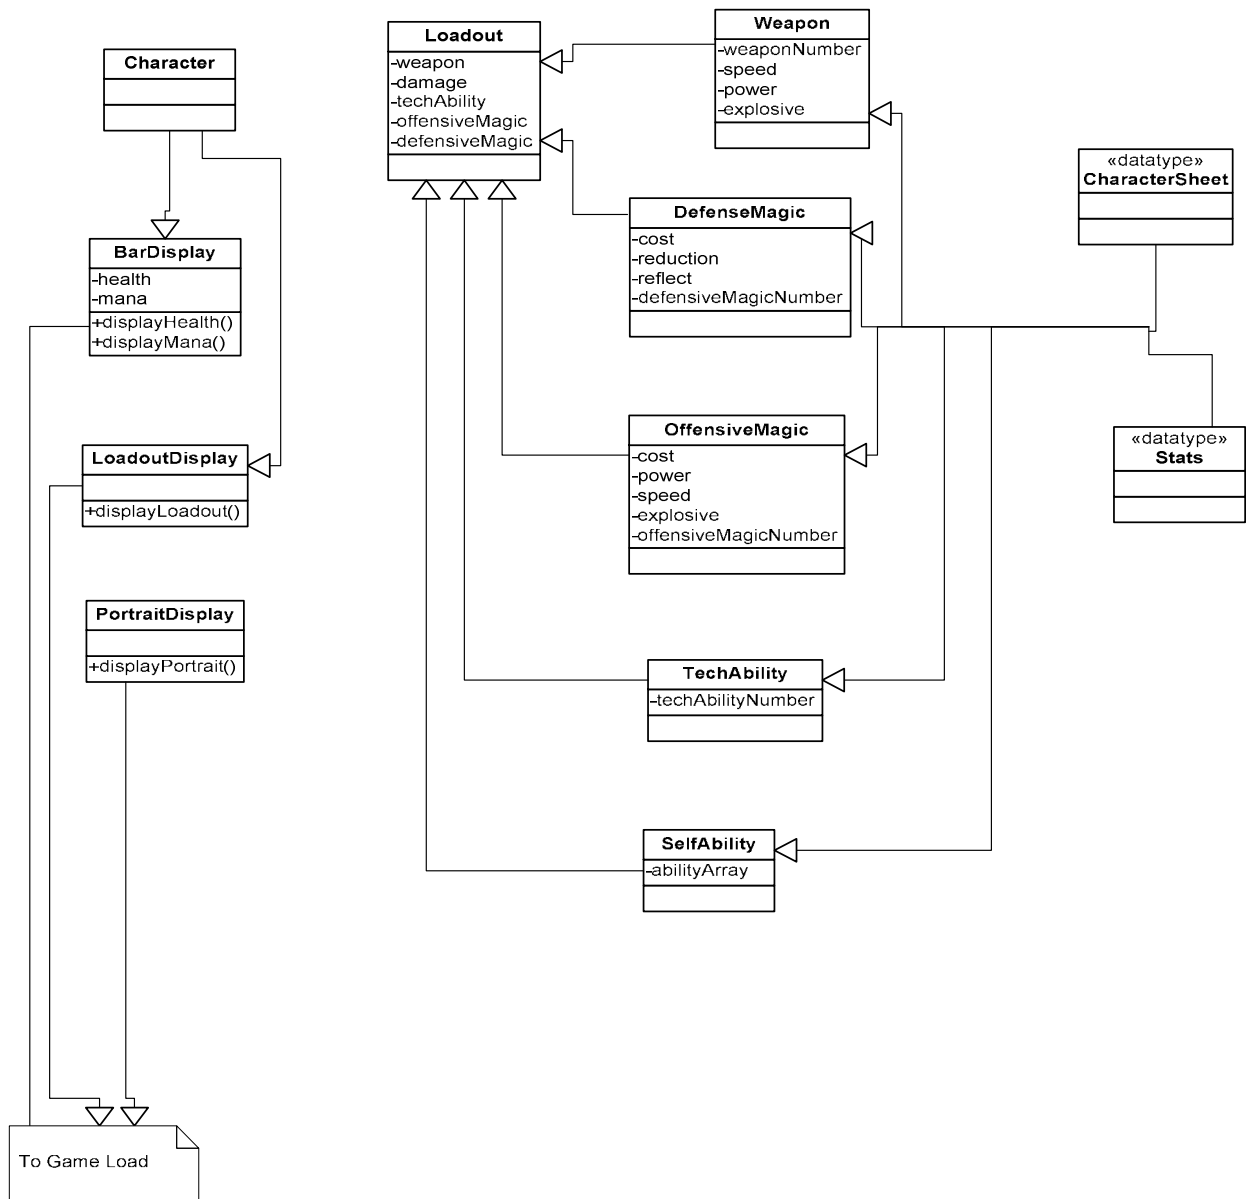 Character
BarDisplay
-health
-mana
+displayHealth()
+displayMana()
LoadoutDisplay
+displayLoadout()
PortraitDisplay
+displayPortrait()
To Game Load
Loadout
-weapon
-damage
-techAbility
-offensiveMagic
-defensiveMagic
Weapon
-weaponNumber
-speed
-power
-explosive
DefenseMagic
-cost
-reduction
-reflect
-defensiveMagicNumber
OffensiveMagic
-cost
-power
-speed
-explosive
-offensiveMagicNumber
TechAbility
-techAbilityNumber
SelfAbility
-abilityArray
«datatype»
CharacterSheet
«datatype»
Stats